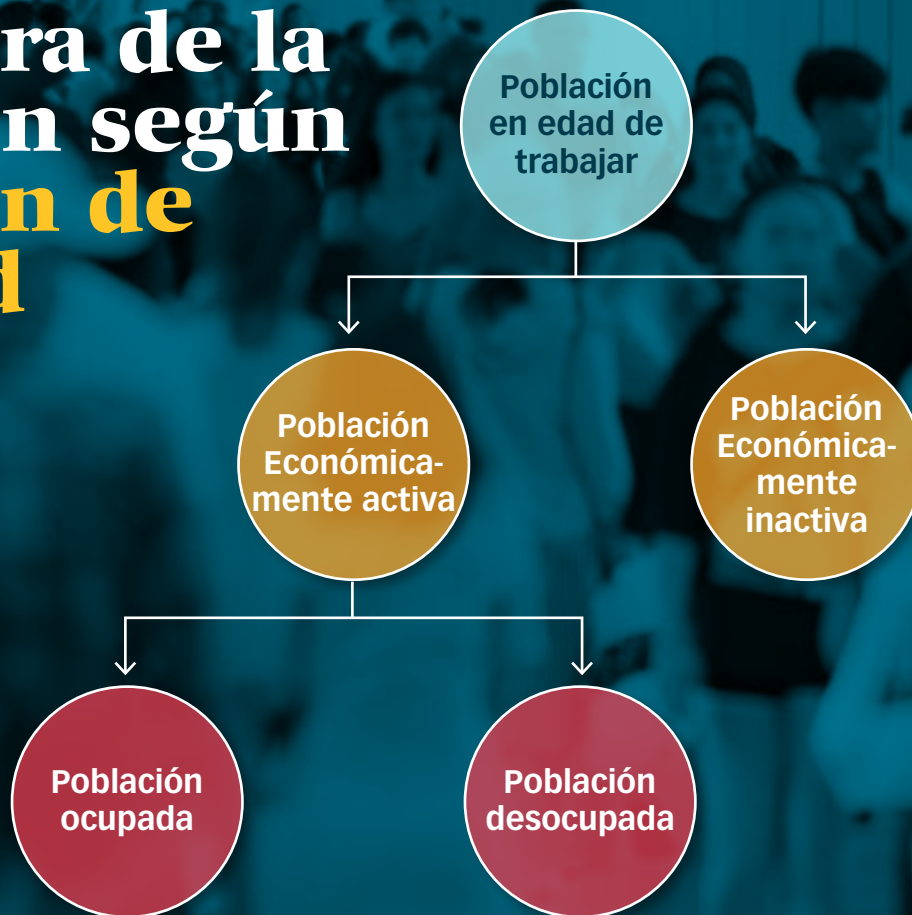 ra de la
n según
n de
d
Población
en edad de
trabajar
Población
Económica-
mente activa
Población
Económica-
mente
inactiva
Población
ocupada
Población
desocupada